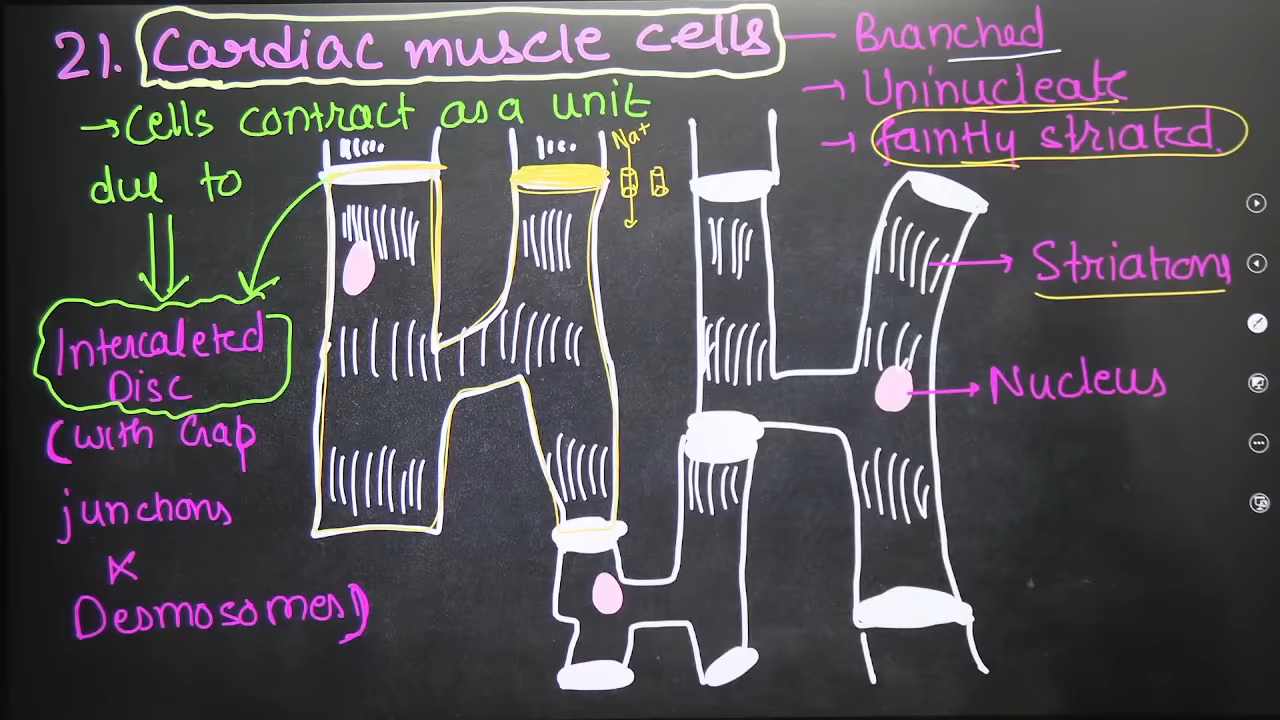 21. Cardiac muscle cells — Branched
→ Uninucleate
→ faintly striated.
→ Cells contract as a unit
due to
Na+
Intercaleted
Disc
(with Gap
junctions
&
Desmosomes)
Striations
Nucleus